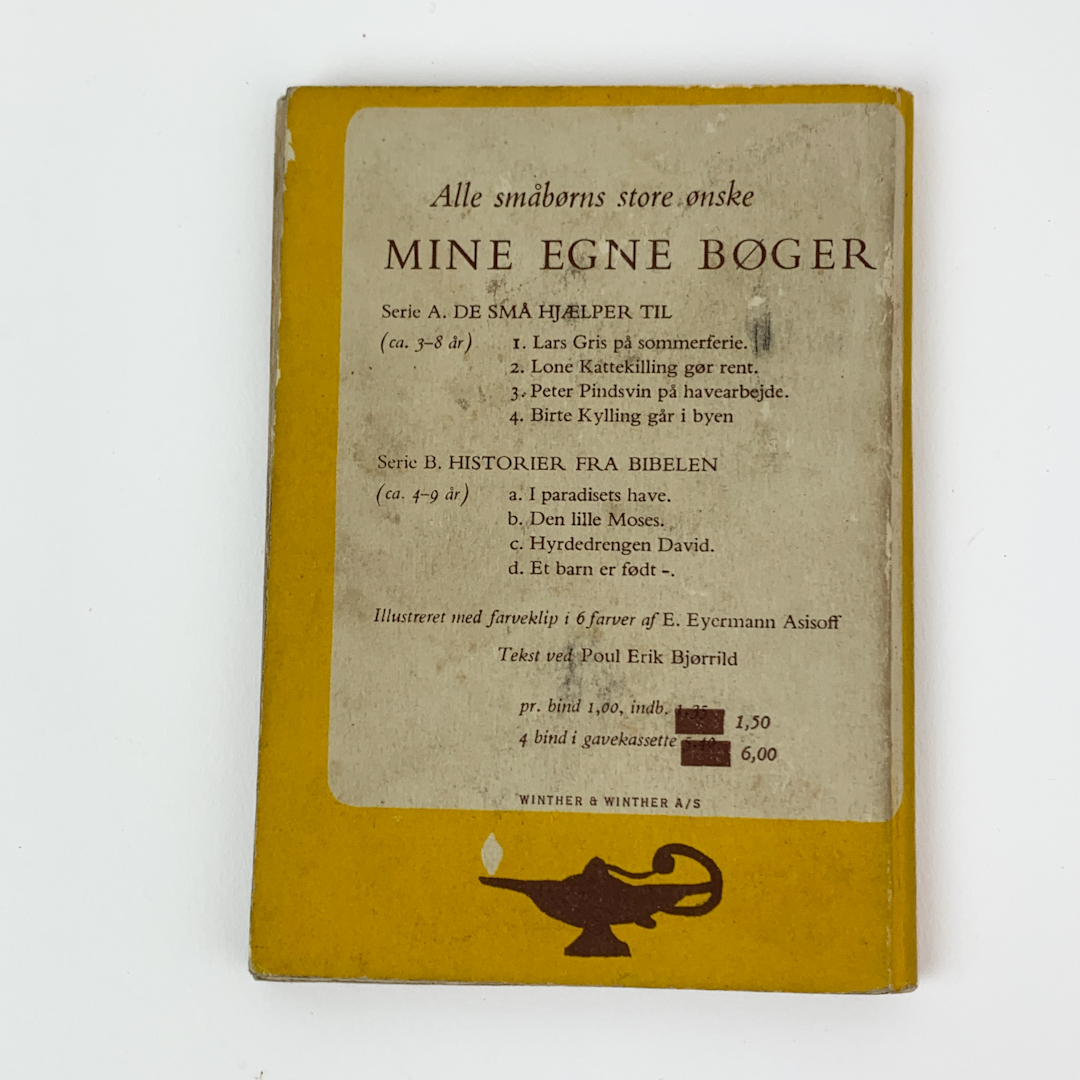 Alle småbørns store ønske
MINE EGNE BØGER
Serie A. DE SMÅ HJÆLPER TIL
(ca. 3–8 år) 1. Lars Gris på sommerferie.
2. Lone Kattekilling gør rent.
3. Peter Pindsvin på havearbejde.
4. Birte Kylling går i byen
Serie B. HISTORIER FRA BIBELEN
(ca. 4–9 år) a. I paradisets have.
b. Den lille Moses.
c. Hyrdedrengen David.
d. Et barn er født –.
Illustreret med farveklip i 6 farver af E. Eyermann Asisoff
Tekst ved Poul Erik Bjørrild
pr. bind 1,00, indb. 1,35 1,50
4 bind i gavekassette 5,40 6,00
WINTHER & WINTHER A/S